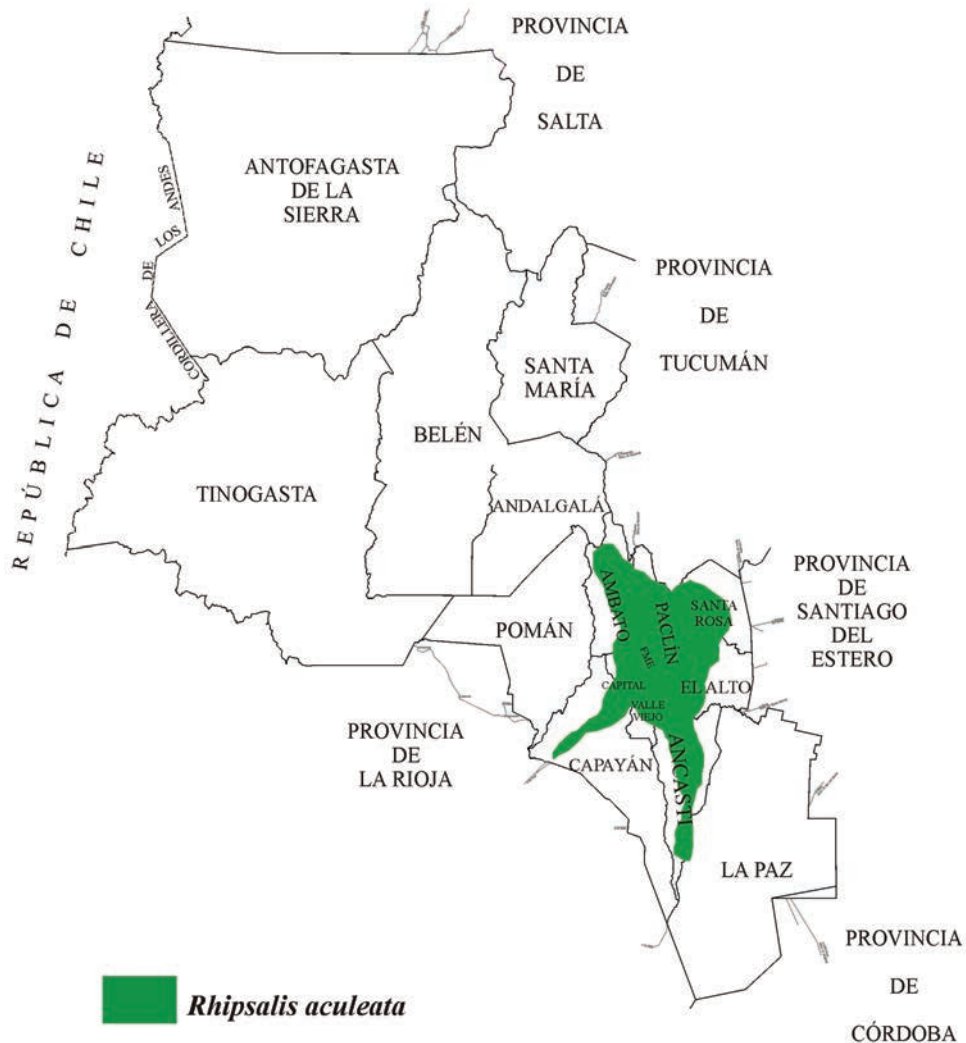 PROVINCIA
DE
SALTA
ANTOFAGASTA
DE LA
SIERRA
REPÚBLICA DE CHILE
CORDILLERA DE LOS ANDES
PROVINCIA
DE
TUCUMÁN
SANTA
MARÍA
BELÉN
TINOGASTA
ANDALGALÁ
PROVINCIA
DE
SANTIAGO
DEL
ESTERO
AMBATO
PACLÍN
SANTA
ROSA
POMÁN
FME
CAPITAL
EL ALTO
VALLE
VIEJO
PROVINCIA
DE
LA RIOJA
CAPAYÁN
ANCASTI
LA PAZ
PROVINCIA
DE
CÓRDOBA
Rhipsalis aculeata